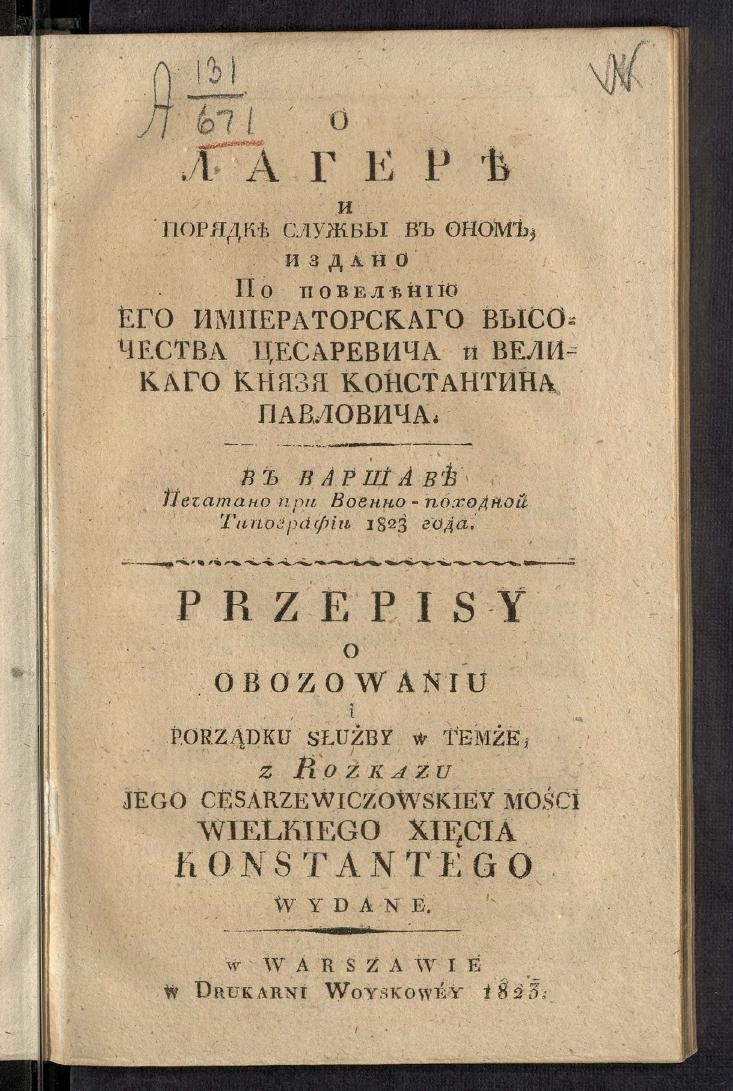 A 131
671
О
ЛАГЕРѢ
И
ПОРЯДКѢ СЛУЖБЫ ВЪ ОНОМЪ,
ИЗДАНО
По повелѣнію
ЕГО ИМПЕРАТОРСКАГО ВЫСО-
ЧЕСТВА ЦЕСАРЕВИЧА и ВЕЛИ-
КАГО КНЯЗЯ КОНСТАНТИНА
ПАВЛОВИЧА.
ВЪ ВАРШАВѢ
Печатано при Военно-походной
Типографіи 1823 года.
PRZEPISY
O
OBOZOWANIU
i
PORZĄDKU SŁUŻBY w TEMŻE,
z Rozkazu
JEGO CESARZEWICZOWSKIEY MOŚCI
WIELKIEGO XIĘCIA
KONSTANTEGO
WYDANE.
w WARSZAWIE
w Drukarni Woyskowéy 1823.